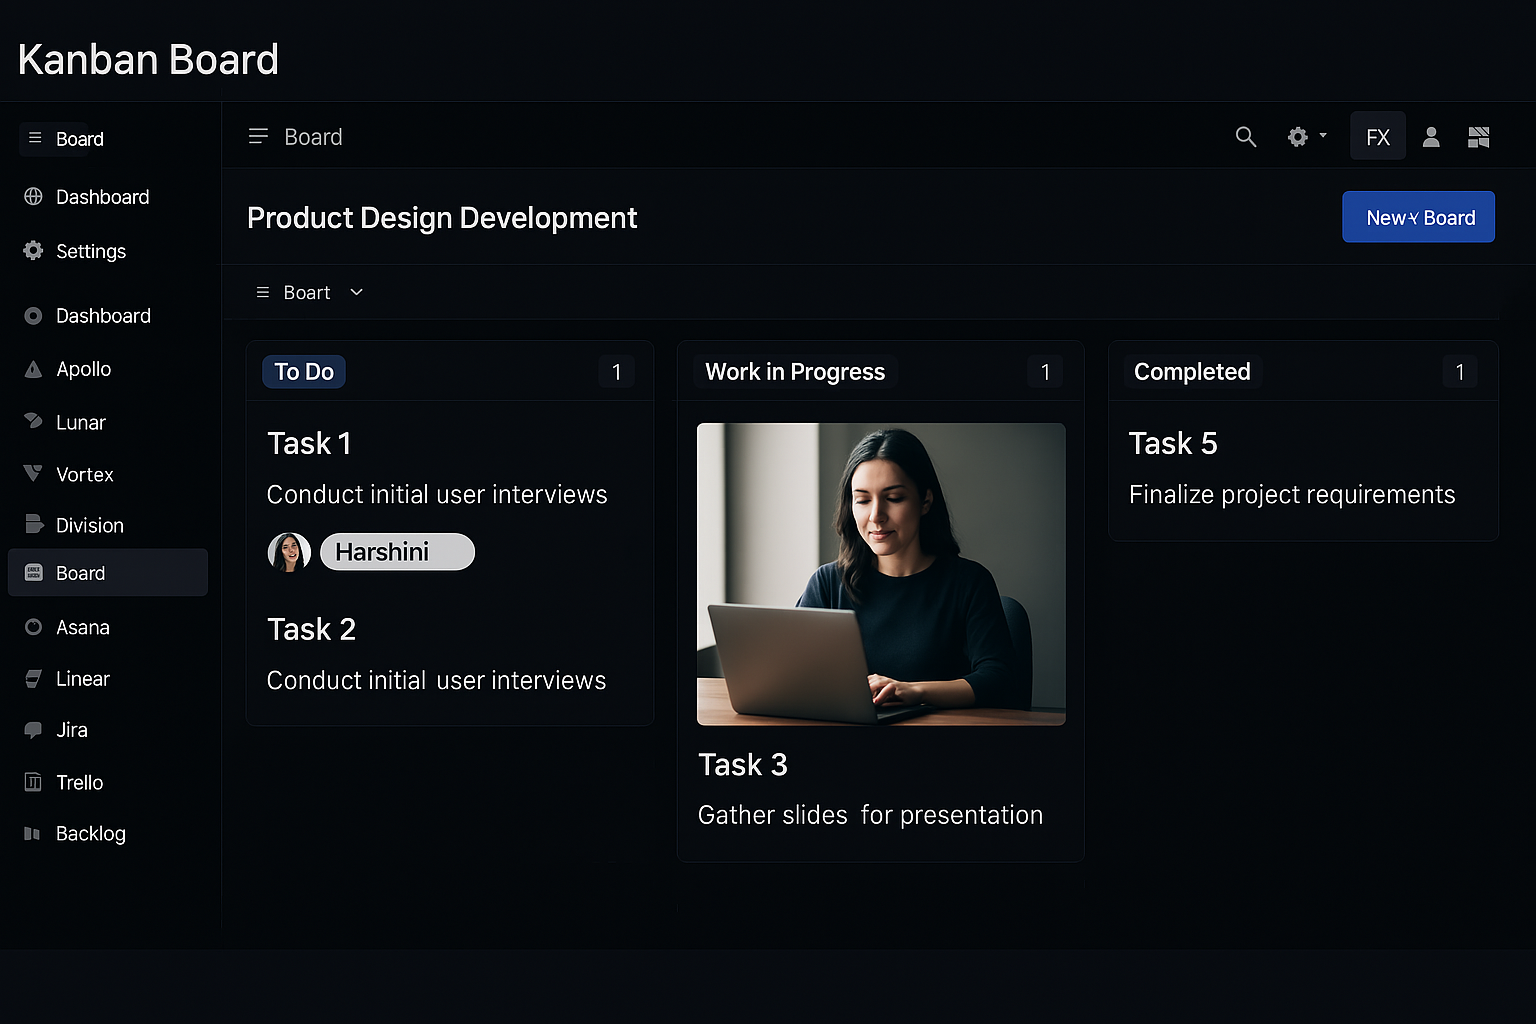 Kanban Board
Board
Dashboard
Settings
Dashboard
Apollo
Lunar
Vortex
Division
Board
Asana
Linear
Jira
Trello
Backlog
Board
FX
Product Design Development
New Board
Boart
To Do 1
Task 1
Conduct initial user interviews
Harshini
Task 2
Conduct initial user interviews
Work in Progress 1
Task 3
Gather slides for presentation
Completed 1
Task 5
Finalize project requirements